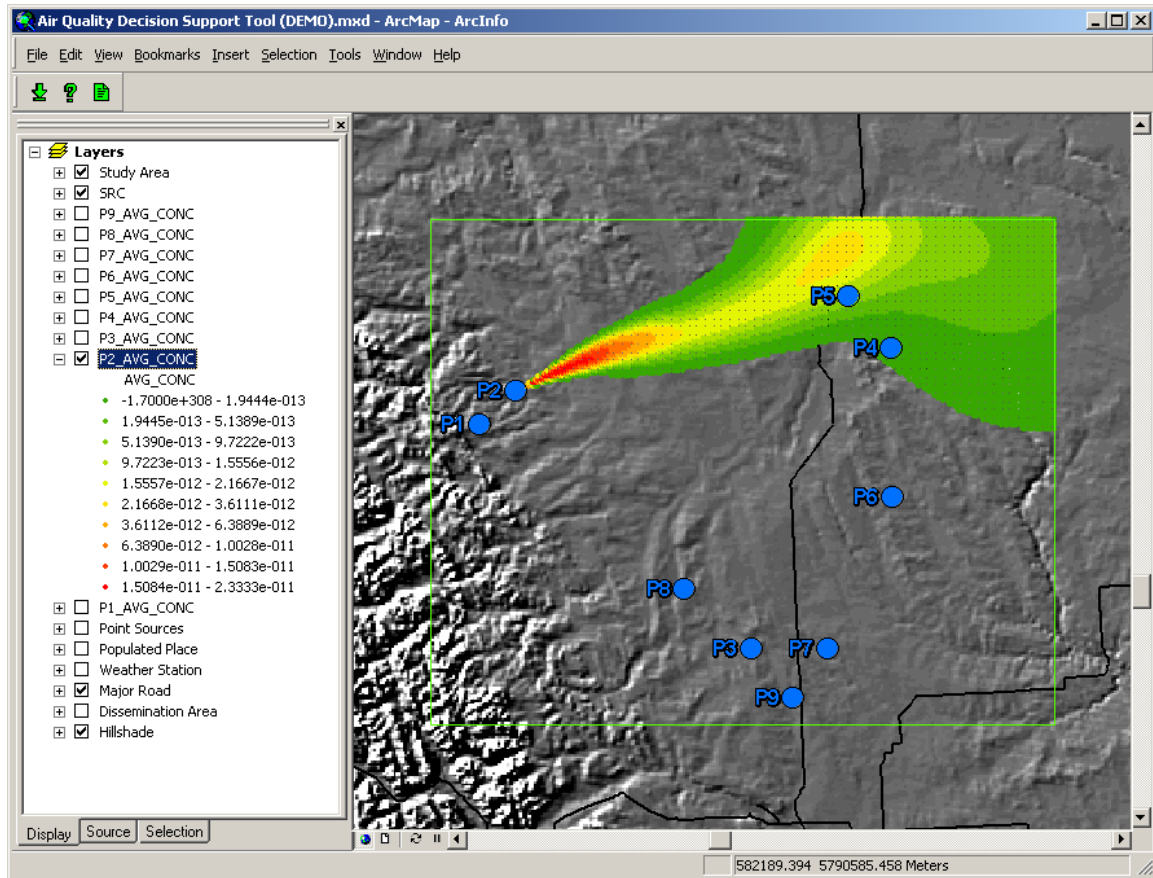 Air Quality Decision Support Tool (DEMO).mxd - ArcMap - ArcInfo
File Edit View Bookmarks Insert Selection Tools Window Help
Layers
Study Area
SRC
P9_AVG_CONC
P8_AVG_CONC
P7_AVG_CONC
P6_AVG_CONC
P5_AVG_CONC
P4_AVG_CONC
P3_AVG_CONC
P2_AVG_CONC
AVG_CONC
-1.7000e+308 - 1.9444e-013
1.9445e-013 - 5.1389e-013
5.1390e-013 - 9.7222e-013
9.7223e-013 - 1.5556e-012
1.5557e-012 - 2.1667e-012
2.1668e-012 - 3.6111e-012
3.6112e-012 - 6.3889e-012
6.3890e-012 - 1.0028e-011
1.0029e-011 - 1.5083e-011
1.5084e-011 - 2.3333e-011
P1_AVG_CONC
Point Sources
Populated Place
Weather Station
Major Road
Dissemination Area
Hillshade
Display Source Selection
P5
P4
P2
P1
P6
P8
P3 P7
P9
582189.394 5790585.458 Meters